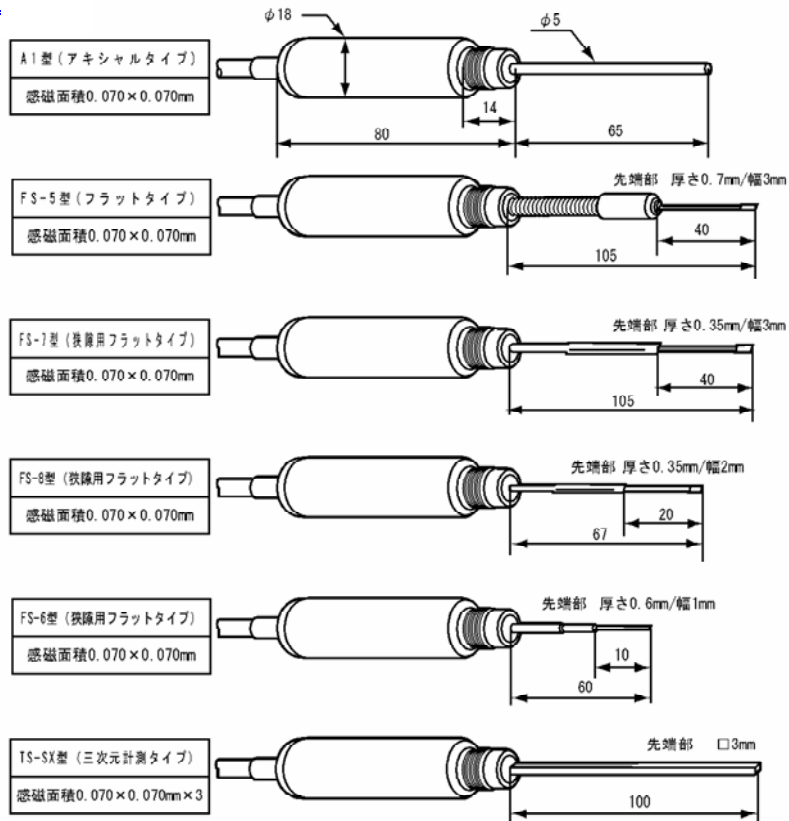 φ18
φ5
A1型(アキシャルタイプ)
感磁面積0.070×0.070mm
14
80
65
FS-5型(フラットタイプ)
感磁面積0.070×0.070mm
先端部 厚さ0.7mm/幅3mm
40
105
FS-7型(狭隙用フラットタイプ)
感磁面積0.070×0.070mm
先端部 厚さ0.35mm/幅3mm
40
105
FS-8型(狭隙用フラットタイプ)
感磁面積0.070×0.070mm
先端部 厚さ0.35mm/幅2mm
20
67
FS-6型(狭隙用フラットタイプ)
感磁面積0.070×0.070mm
先端部 厚さ0.6mm/幅1mm
10
60
TS-SX型(三次元計測タイプ)
感磁面積0.070×0.070mm×3
先端部 □3mm
100